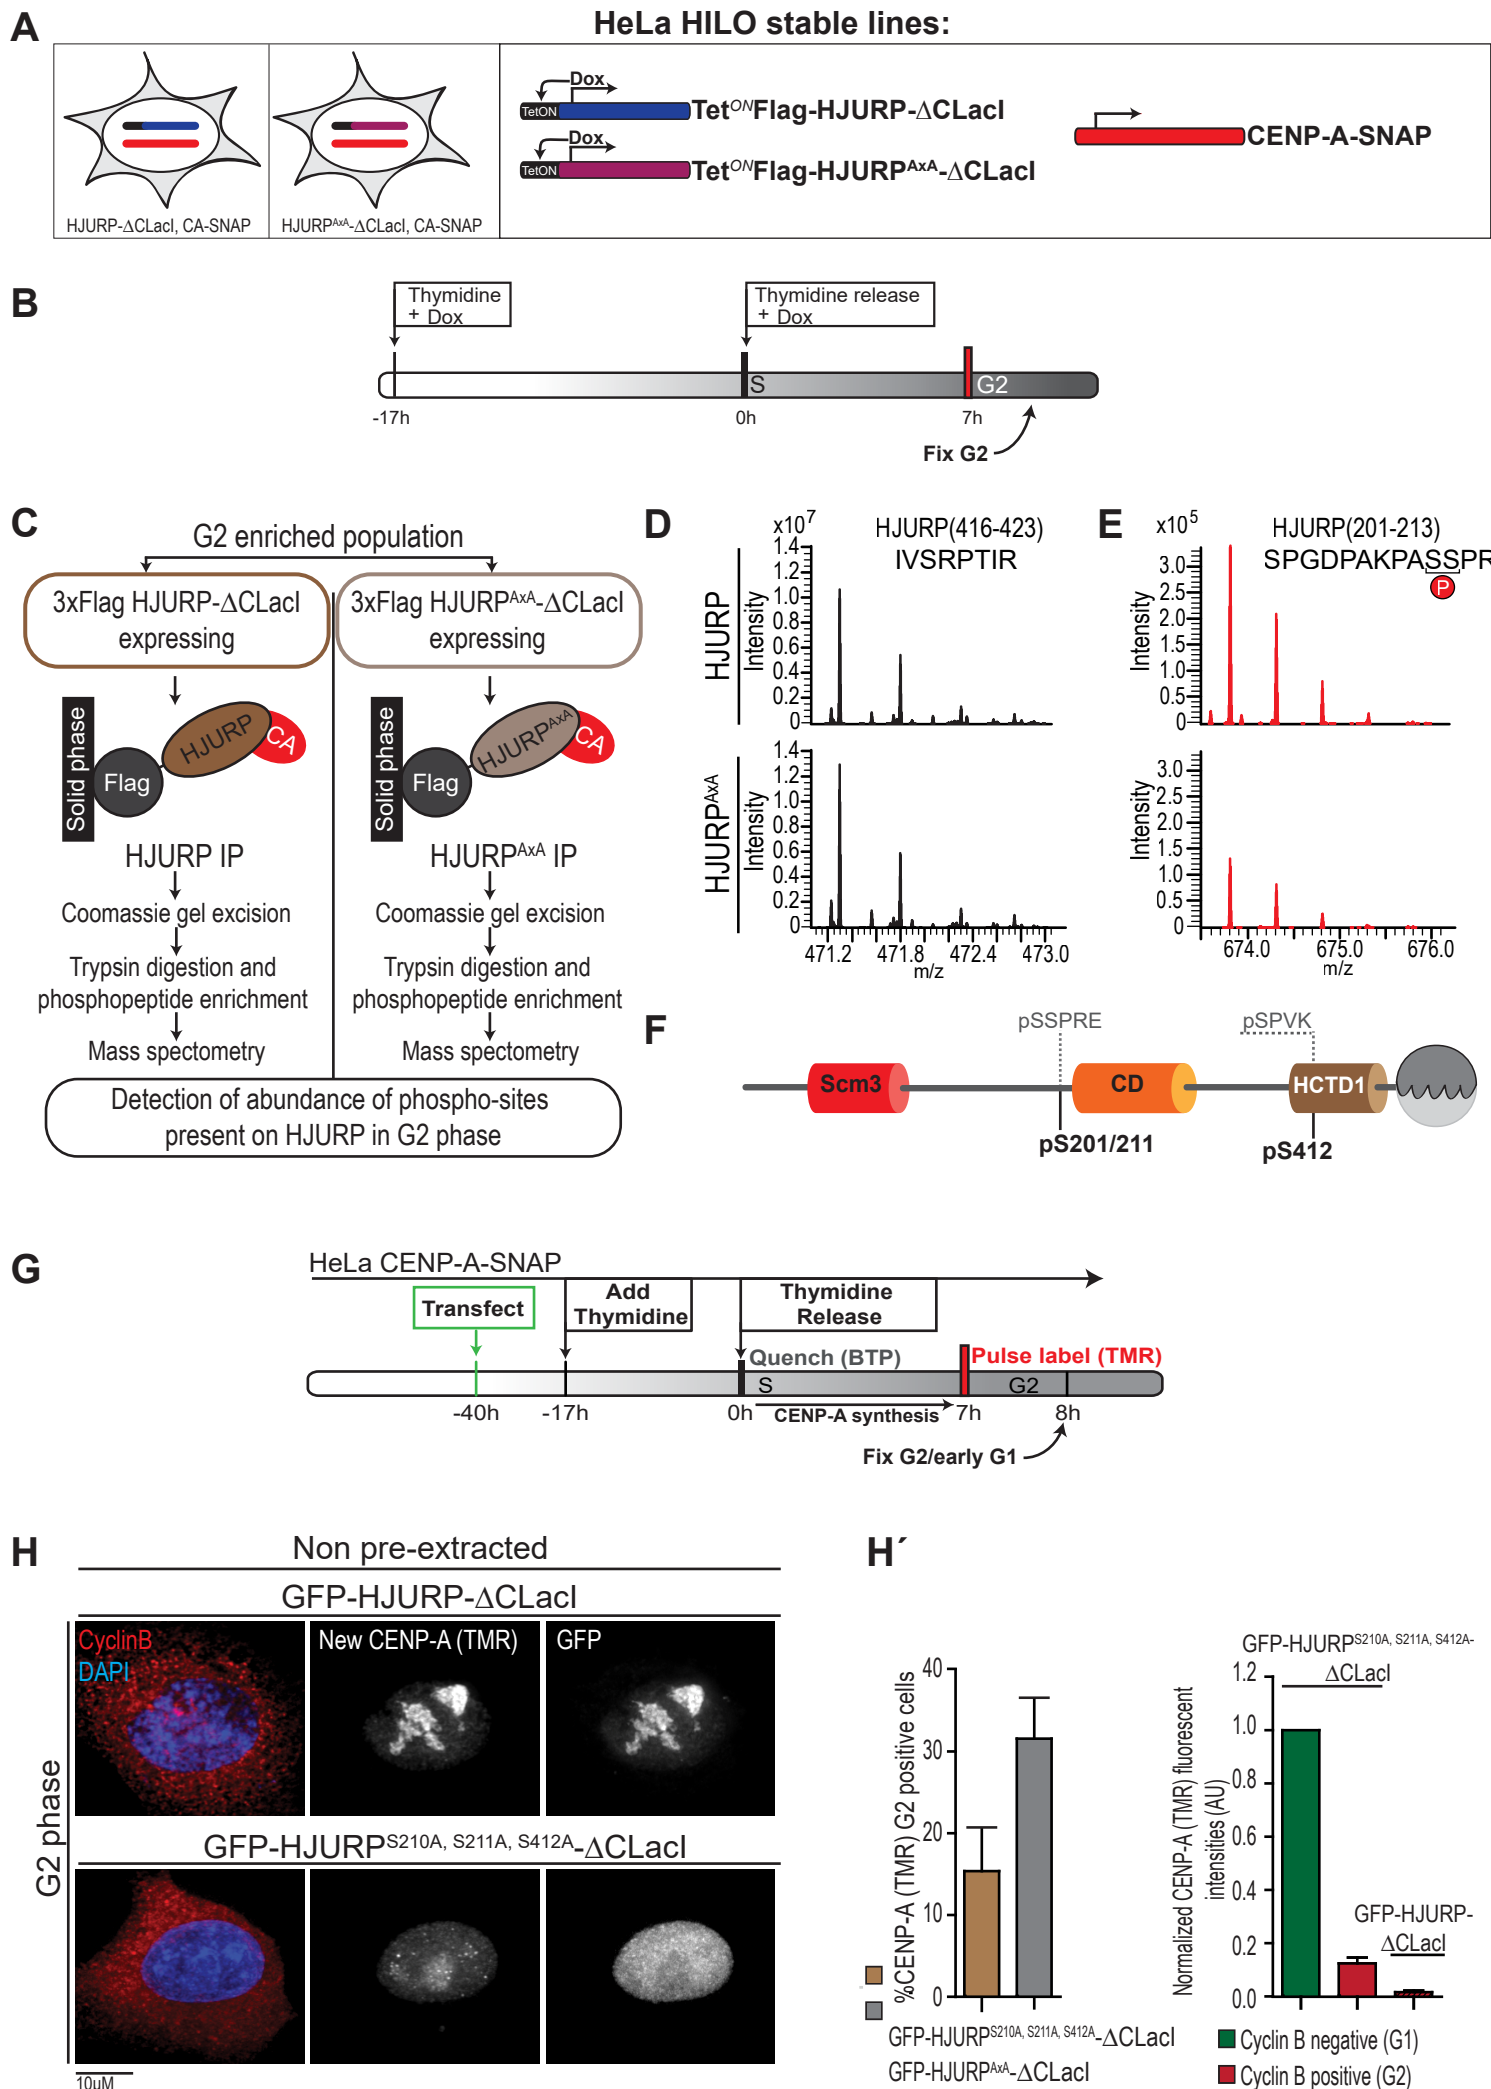 A
HeLa HILO stable lines:
HJURP-ΔCLacI, CA-SNAP
HJURPAxA-ΔCLacI, CA-SNAP
Dox
TetON
TetONFlag-HJURP-ΔCLacI
Dox
TetON
TetONFlag-HJURPAxA-ΔCLacI
CENP-A-SNAP
B
Thymidine
+ Dox
Thymidine release
+ Dox
S
G2
-17h
0h
7h
Fix G2
C
G2 enriched population
3xFlag HJURP-ΔCLacI
expressing
3xFlag HJURPAxA-ΔCLacI
expressing
Solid phase
Flag
HJURP
CA
Solid phase
Flag
HJURPAxA
CA
HJURP IP
HJURPAxA IP
Coomassie gel excision
Coomassie gel excision
Trypsin digestion and
phosphopeptide enrichment
Trypsin digestion and
phosphopeptide enrichment
Mass spectometry
Mass spectometry
Detection of abundance of phospho-sites
present on HJURP in G2 phase
D
x10^7
HJURP(416-423)
IVSRPTIR
HJURP
Intensity
1.4
1.2
1.0
0.8
0.6
0.4
0.2
0
HJURPAxA
Intensity
1.4
1.2
1.0
0.8
0.6
0.4
0.2
0
471.2
471.8
472.4
473.0
m/z
E
x10^5
HJURP(201-213)
SPGDPAKPASSPR
P
Intensity
3.0
2.5
2.0
1.5
1.0
0.5
0
Intensity
3.0
2.5
2.0
1.5
1.0
0.5
0
674.0
675.0
676.0
m/z
F
pSSPRE
pSPVK
Scm3
CD
HCTD1
pS201/211
pS412
G
HeLa CENP-A-SNAP
Transfect
Add
Thymidine
Thymidine
Release
Quench (BTP)
Pulse label (TMR)
S
G2
-40h
-17h
0h
CENP-A synthesis
7h
8h
Fix G2/early G1
H
Non pre-extracted
GFP-HJURP-ΔCLacI
G2 phase
CyclinB
DAPI
New CENP-A (TMR)
GFP
GFP-HJURPS210A, S211A, S412A-ΔCLacI
10µM
H´
%CENP-A (TMR) G2 positive cells
40
30
20
10
0
GFP-HJURPS210A, S211A, S412A-ΔCLacI
GFP-HJURPAxA-ΔCLacI
GFP-HJURPS210A, S211A, S412A-
ΔCLacI
Normalized CENP-A (TMR) fluorescent
intensities (AU)
1.2
1.0
0.8
0.6
0.4
0.2
0.0
GFP-HJURP-
ΔCLacI
Cyclin B negative (G1)
Cyclin B positive (G2)